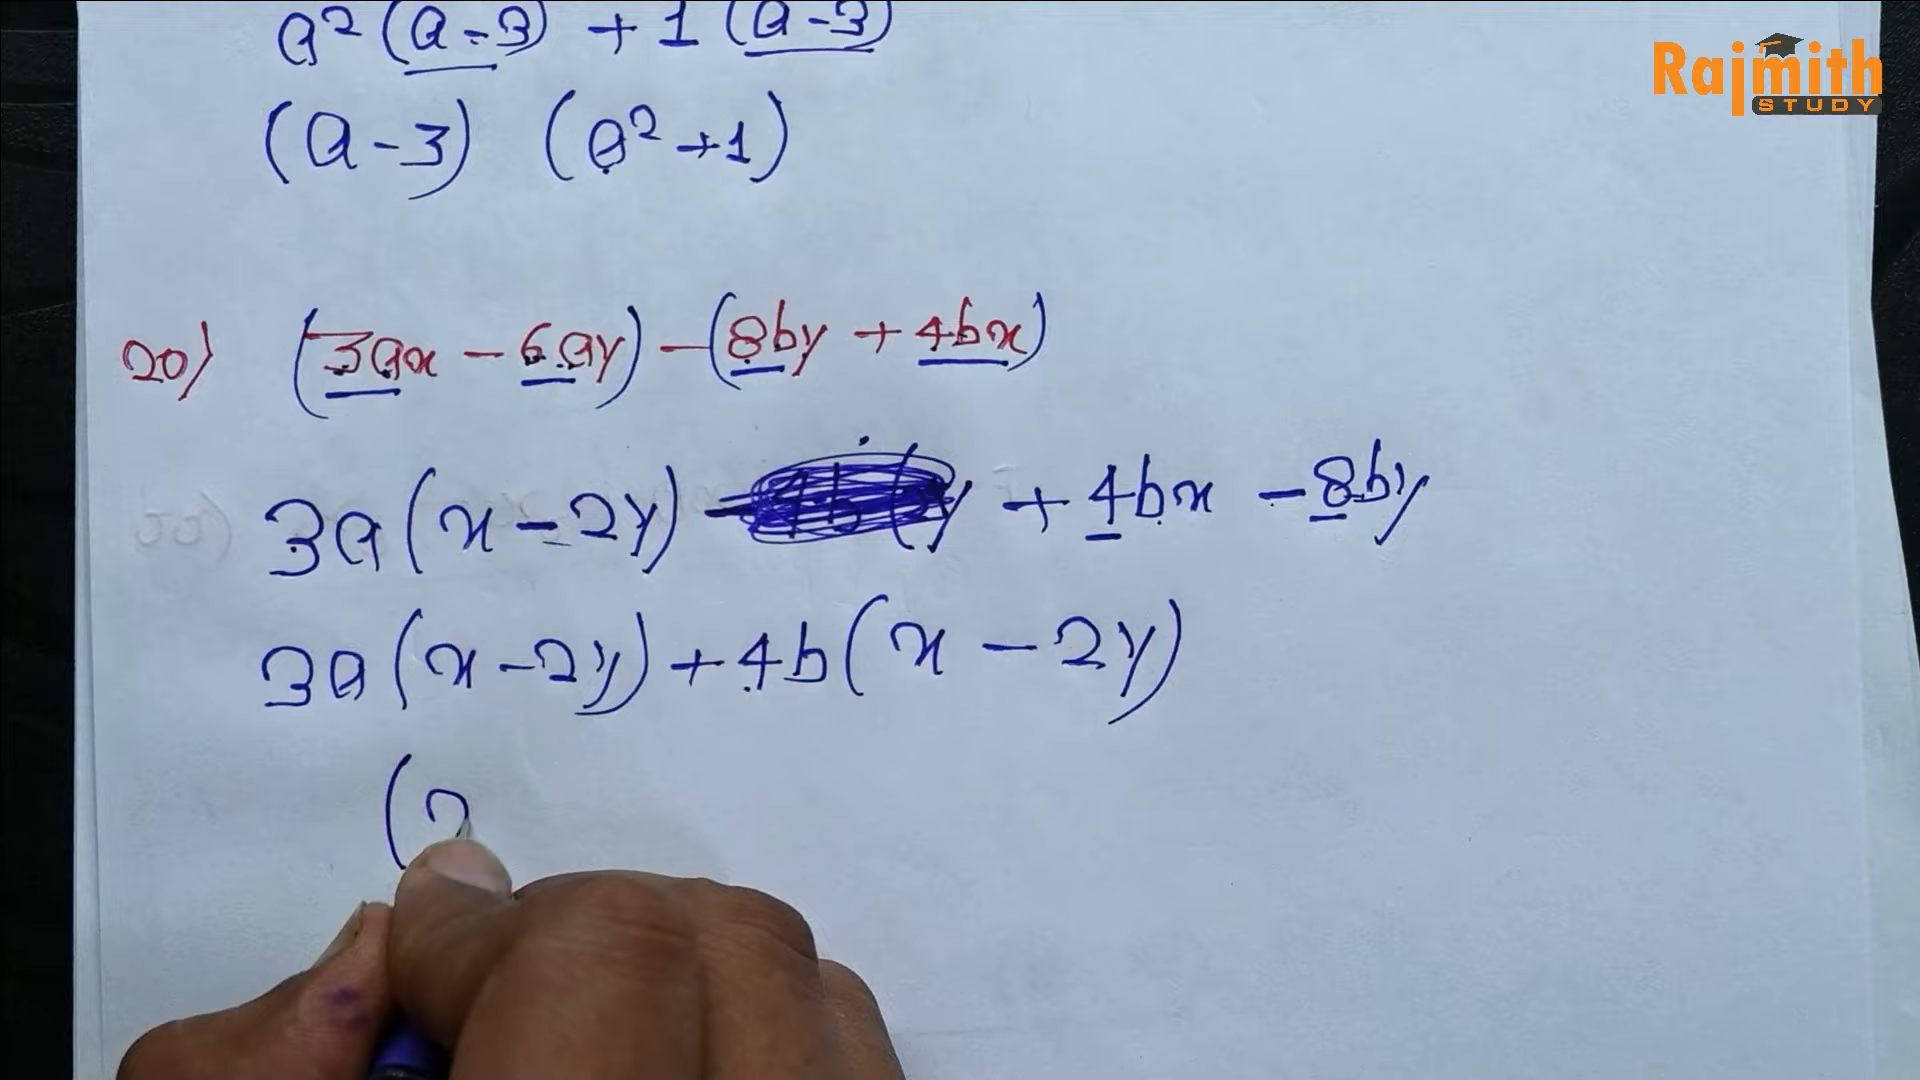 a² (a - 3) + 1 (a - 3)
Rajmith
STUDY
(a - 3) (a² + 1)
20) (3ax - 6ay) - (8by + 4bx)
3a (x - 2y) - + 4bx - 8by
3a (x - 2y) + 4b (x - 2y)
(